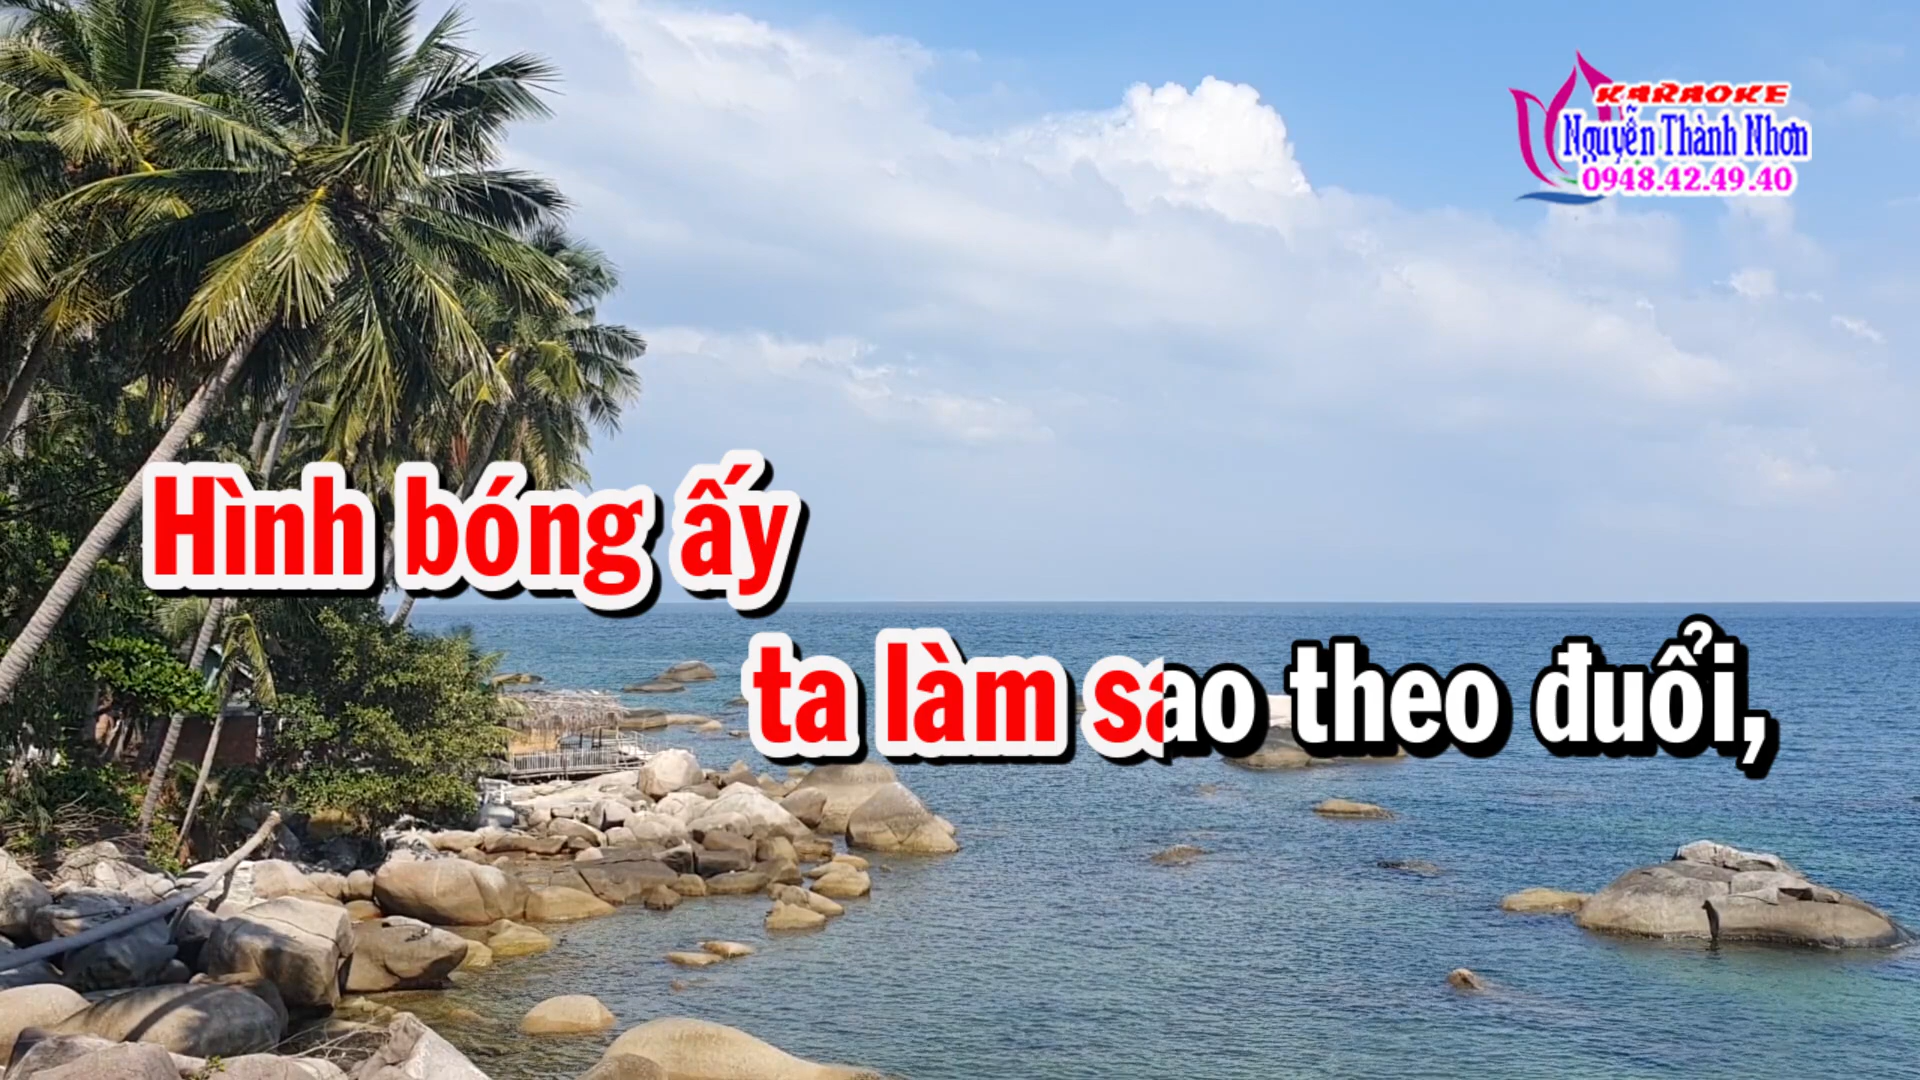 KARAOKE
Nguyễn Thành Nhơn
0948.42.49.40
Hình bóng ấy
ta làm sao theo đuổi,